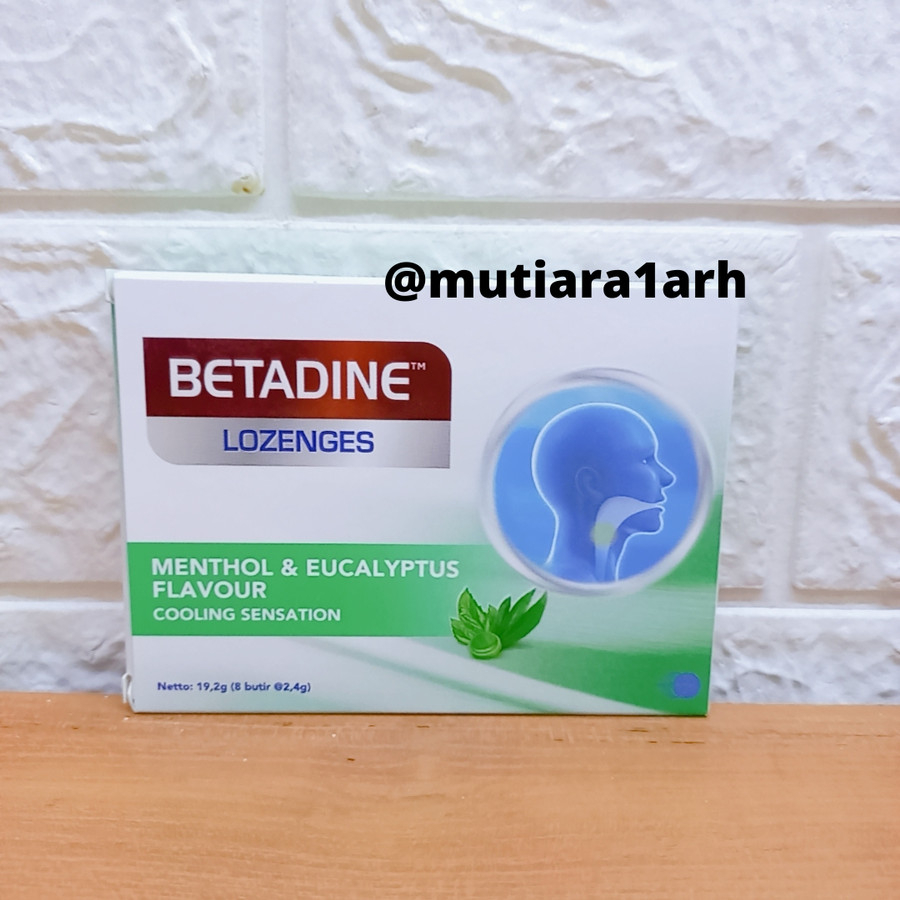 @mutiara1arh
BETADINE™
LOZENGES
MENTHOL & EUCALYPTUS
FLAVOUR
COOLING SENSATION
Netto: 19,2g (8 butir @2,4g)